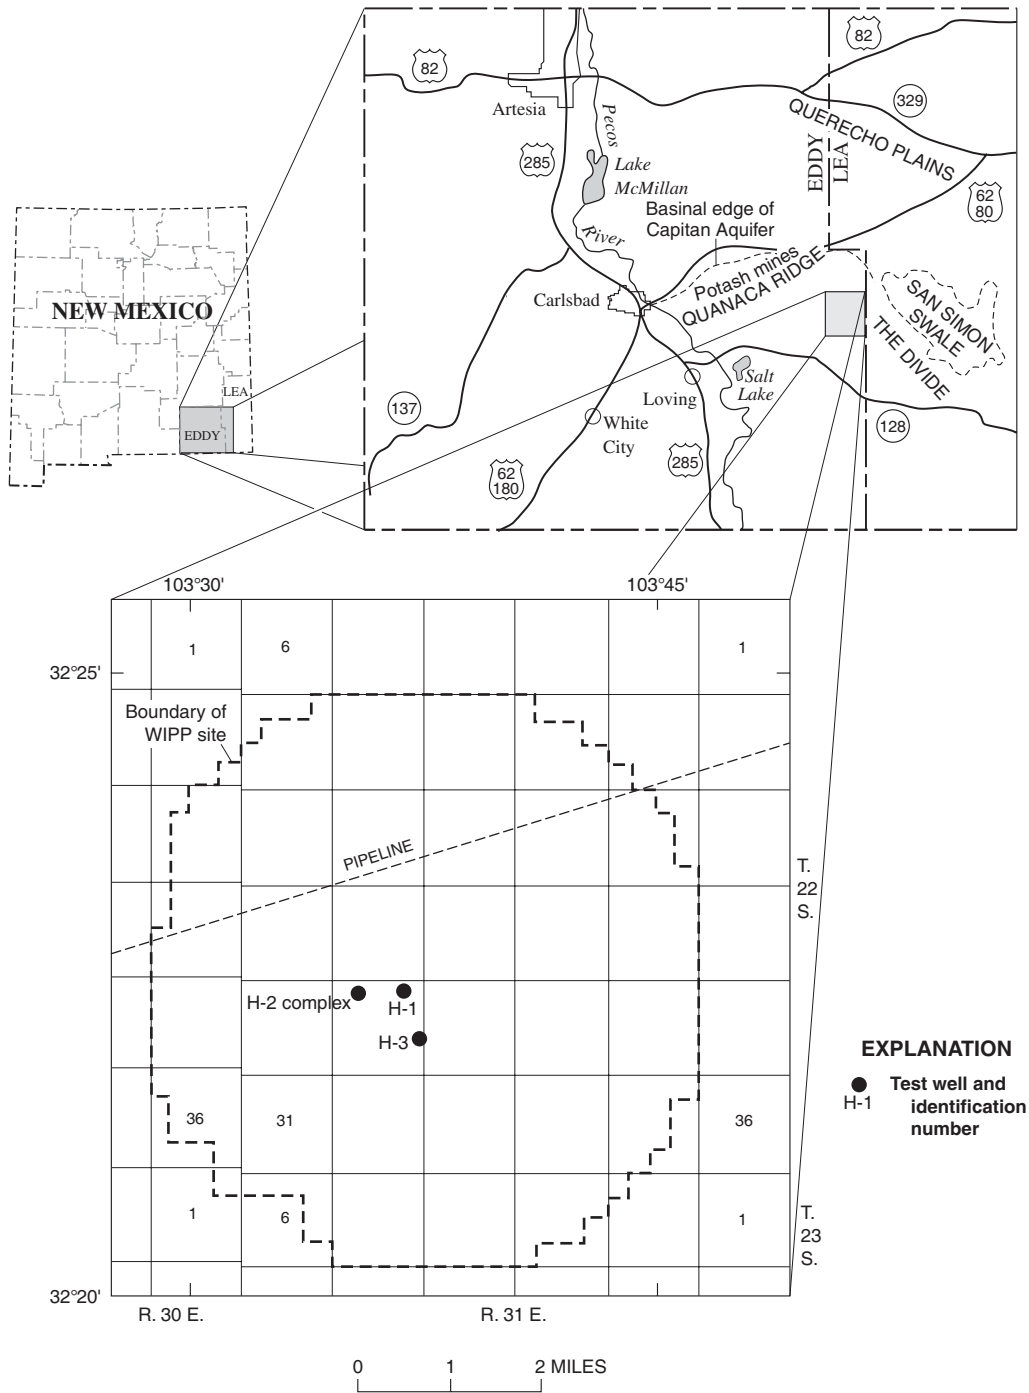 82
82
329
Artesia
Pecos
QUERECHO PLAINS
EDDY
LEA
285
Lake
McMillan
62
80
Basinal edge of
Capitan Aquifer
River
NEW MEXICO
Potash mines
QUANACA RIDGE
Carlsbad
SAN SIMON
SWALE
THE DIVIDE
LEA
EDDY
Salt
Lake
Loving
137
White
City
128
62
180
285
103°30'
103°45'
1
6
1
32°25'
Boundary of
WIPP site
PIPELINE
T.
22
S.
H-2 complex
H-1
H-3
EXPLANATION
H-1
Test well and
identification
number
36
31
36
1
6
1
T.
23
S.
32°20'
R. 30 E.
R. 31 E.
0
1
2 MILES